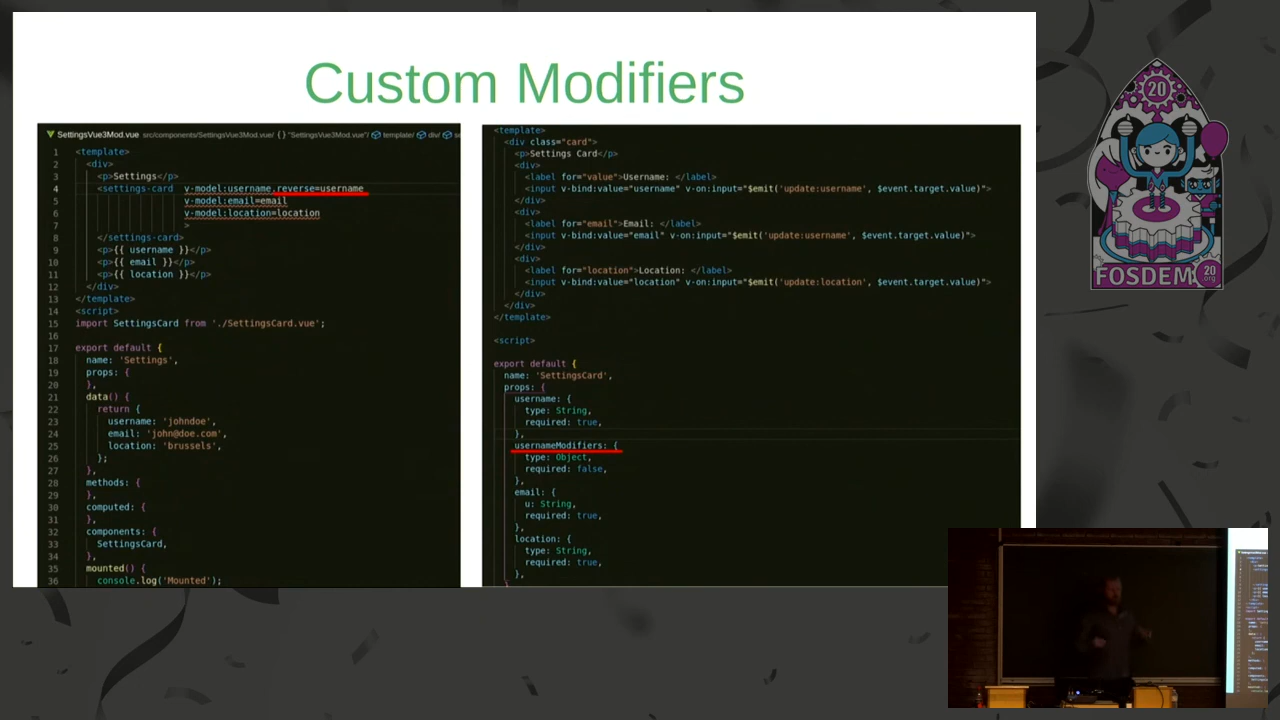 Custom Modifiers
SettingsVue3Mod.vue src/components/SettingsVue3Mod.vue/ {} "SettingsVue3Mod.vue"/ template/ div/
1 <template>
2 <div>
3 <p>Settings</p>
4 <settings-card v-model:username.reverse=username
5 v-model:email=email
6 v-model:location=location
7 >
8 </settings-card>
9 <p>{{ username }}</p>
10 <p>{{ email }}</p>
11 <p>{{ location }}</p>
12 </div>
13 </template>
14 <script>
15 import SettingsCard from './SettingsCard.vue';
16
17 export default {
18 name: 'Settings',
19 props: {
20 },
21 data() {
22 return {
23 username: 'johndoe',
24 email: 'john@doe.com',
25 location: 'brussels',
26 };
27 },
28 methods: {
29 },
30 computed: {
31 },
32 components: {
33 SettingsCard,
34 },
35 mounted() {
36 console.log('Mounted');
<template>
<div class="card">
<p>Settings Card</p>
<div>
<label for="value">Username: </label>
<input v-bind:value="username" v-on:input="$emit('update:username', $event.target.value)">
</div>
<div>
<label for="email">Email: </label>
<input v-bind:value="email" v-on:input="$emit('update:username', $event.target.value)">
</div>
<div>
<label for="location">Location: </label>
<input v-bind:value="location" v-on:input="$emit('update:location', $event.target.value)">
</div>
</div>
</template>
<script>
export default {
name: 'SettingsCard',
props: {
username: {
type: String,
required: true,
},
usernameModifiers: {
type: Object,
required: false,
},
email: {
u: String,
required: true,
},
location: {
type: String,
required: true,
},
20
FOSDEM
20
.org